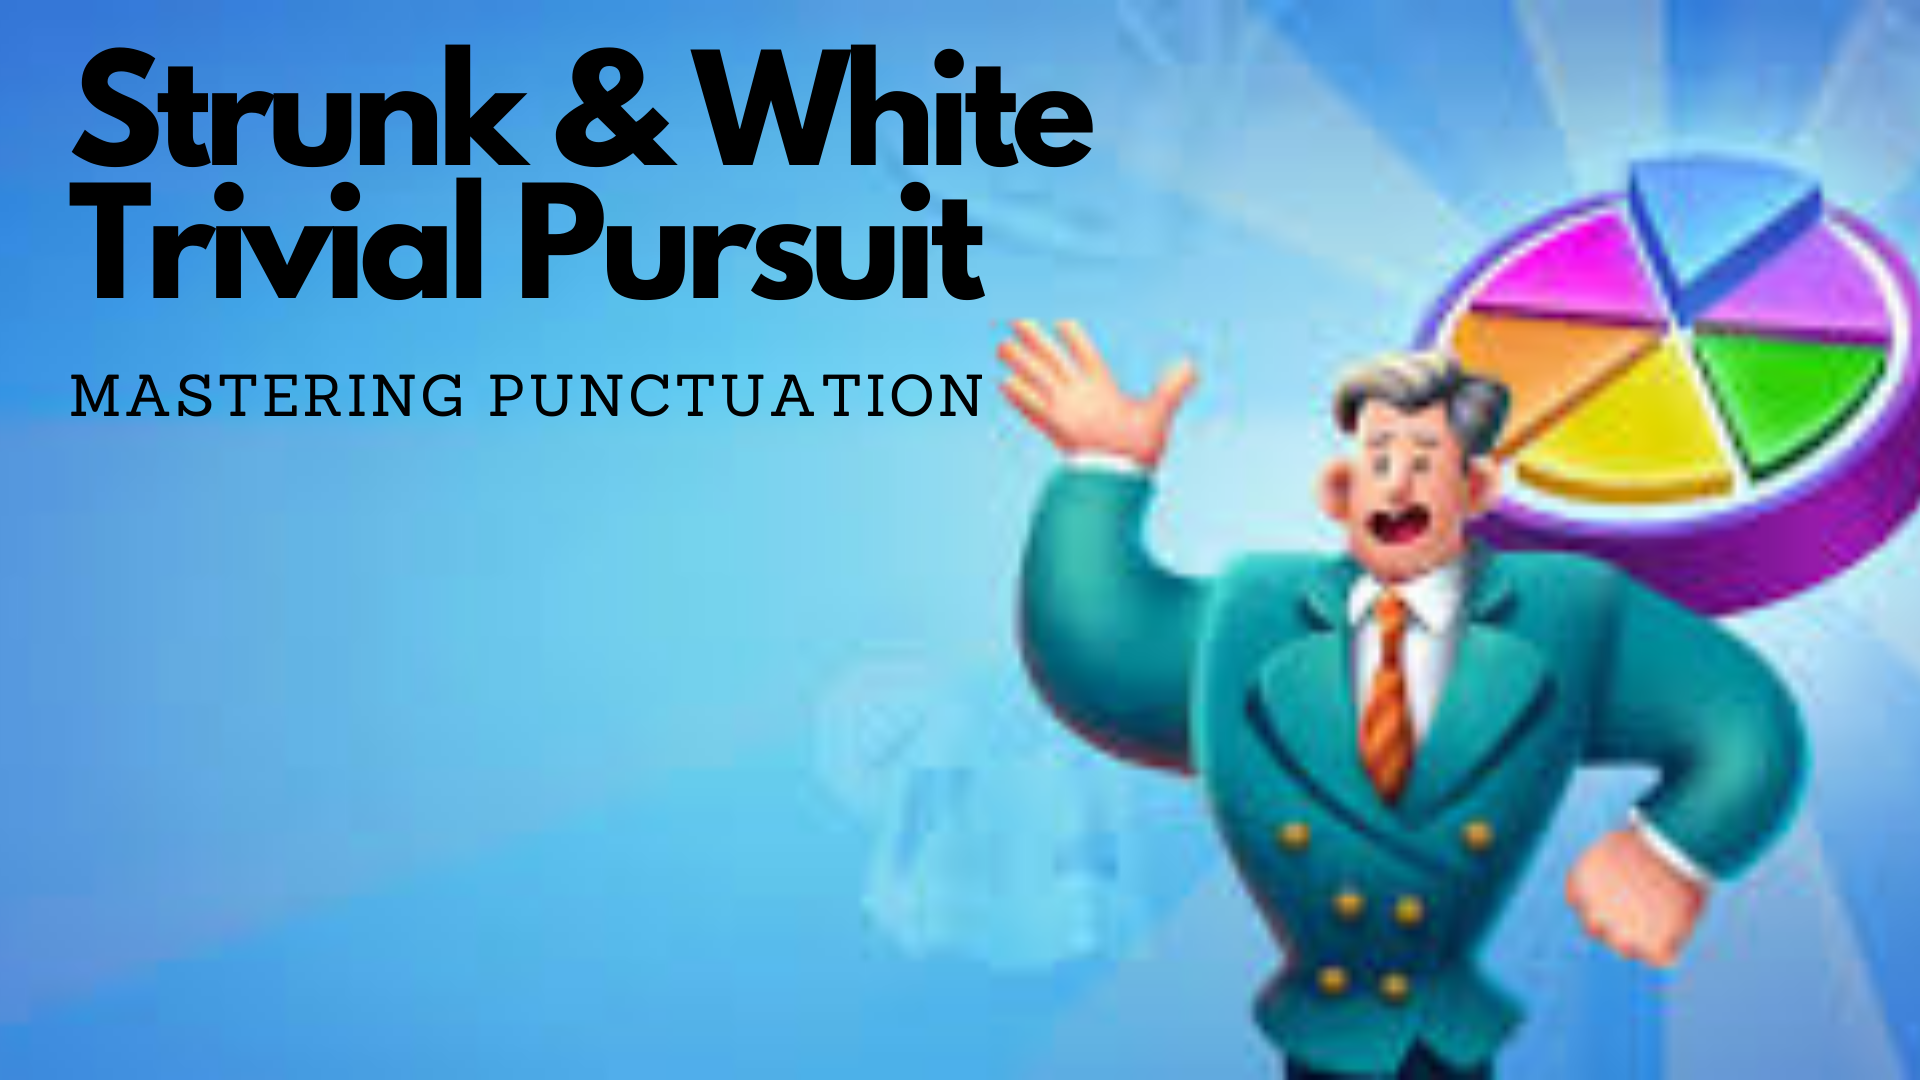 Strunk & White
Trivial Pursuit
MASTERING PUNCTUATION